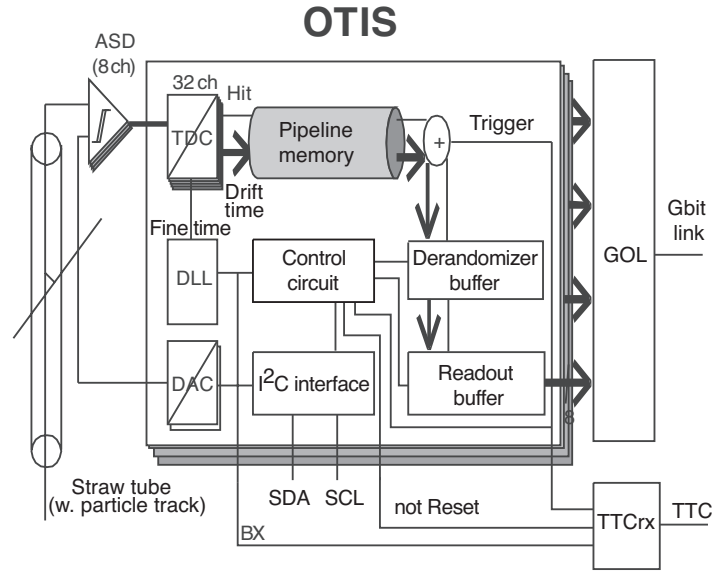 OTIS
ASD
(8ch)
32 ch
Hit
TDC
Pipeline
memory
+
Trigger
Drift
time
Fine time
DLL
Control
circuit
Derandomizer
buffer
GOL
Gbit
link
DAC
I²C interface
Readout
buffer
8
Straw tube
(w. particle track)
SDA
SCL
not Reset
BX
TTCrx
TTC